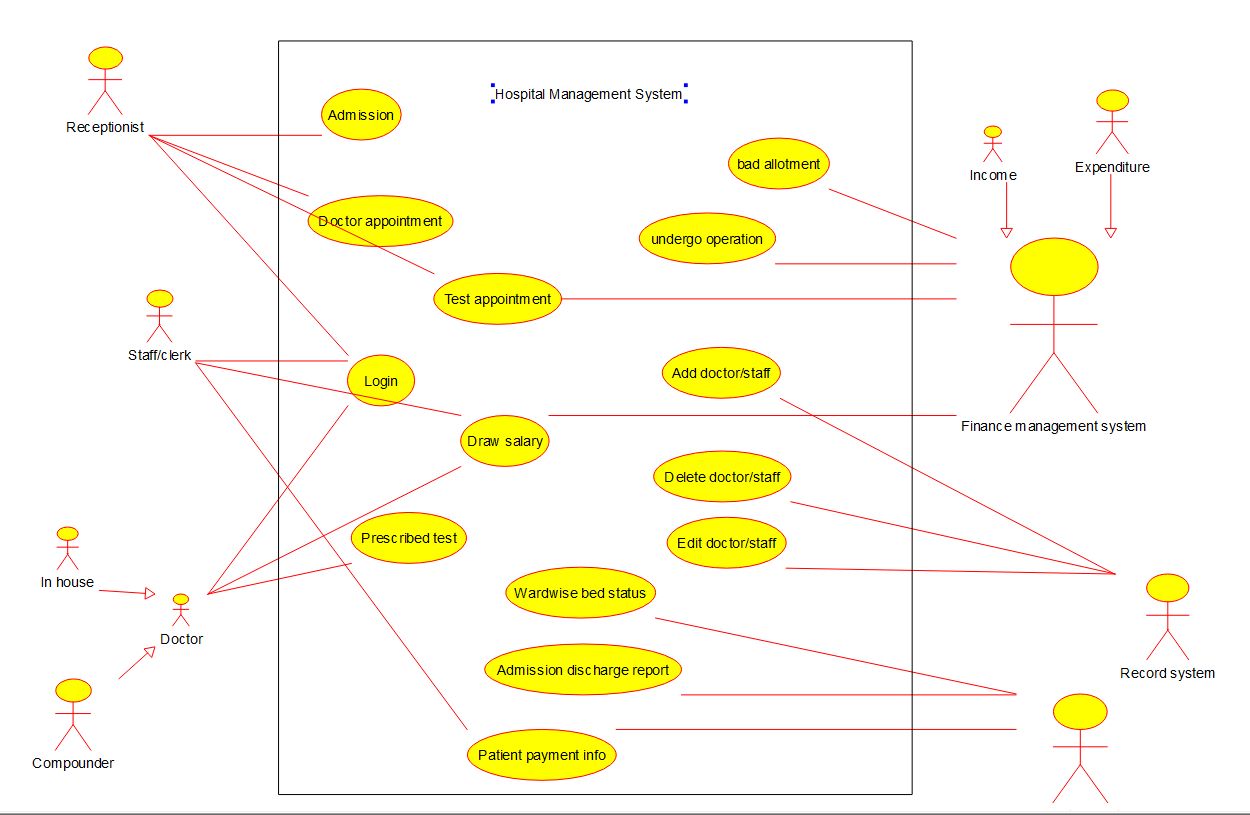 Hospital Management System
Receptionist
Admission
bad allotment
Income
Expenditure
Doctor appointment
undergo operation
Test appointment
Staff/clerk
Login
Add doctor/staff
Draw salary
Finance management system
Delete doctor/staff
Prescribed test
Edit doctor/staff
In house
Wardwise bed status
Doctor
Admission discharge report
Record system
Patient payment info
Compounder